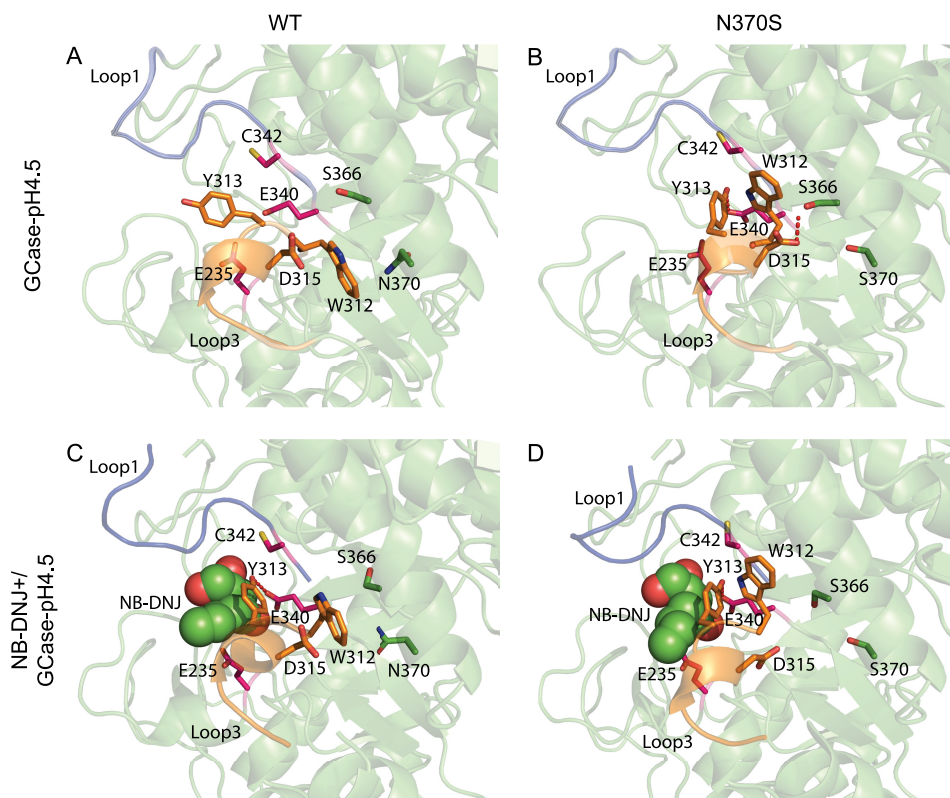 WT
N370S
GCase-pH4.5
A
Loop1
C342
S366
Y313
E340
E235
D315
N370
W312
Loop3
B
Loop1
C342
W312
Y313
S366
E340
E235
D315
S370
Loop3
NB-DNJ+/
GCase-pH4.5
C
Loop1
C342
Y313
S366
NB-DNJ
E340
E235
D315
W312
N370
Loop3
D
Loop1
C342
W312
Y313
S366
NB-DNJ
E340
E235
D315
S370
Loop3